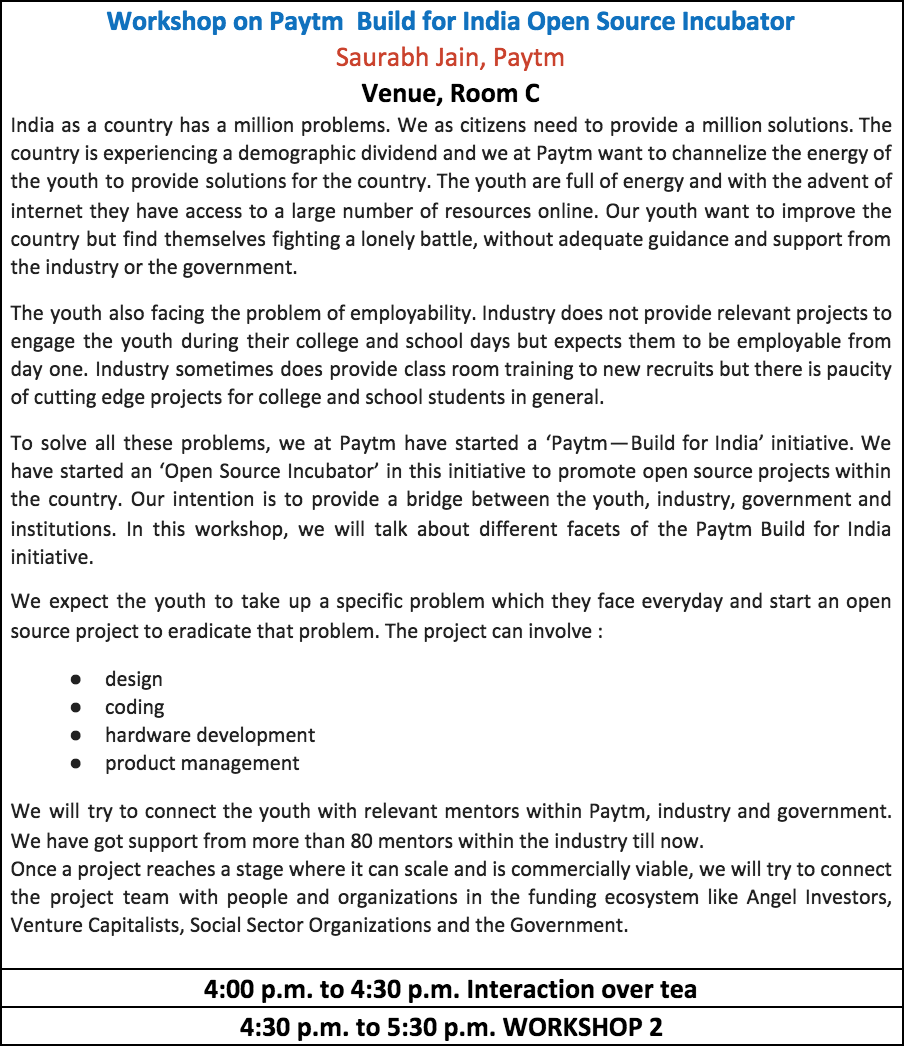 Workshop on Paytm  Build for India Open Source Incubator
Saurabh Jain, Paytm
Venue, Room C
India as a country has a million problems. We as citizens need to provide a million solutions. The
country is experiencing a demographic dividend and we at Paytm want to channelize the energy of
the youth to provide solutions for the country. The youth are full of energy and with the advent of
internet they have access to a large number of resources online. Our youth want to improve the
country but find themselves fighting a lonely battle, without adequate guidance and support from
the industry or the government.
The youth also facing the problem of employability. Industry does not provide relevant projects to
engage the youth during their college and school days but expects them to be employable from
day one. Industry sometimes does provide class room training to new recruits but there is paucity
of cutting edge projects for college and school students in general.
To solve all these problems, we at Paytm have started a ‘Paytm—Build for India’ initiative. We
have started an ‘Open Source Incubator’ in this initiative to promote open source projects within
the country. Our intention is to provide a bridge between the youth, industry, government and
institutions. In this workshop, we will talk about different facets of the Paytm Build for India
initiative.
We expect the youth to take up a specific problem which they face everyday and start an open
source project to eradicate that problem. The project can involve :
● design
● coding
● hardware development
● product management
We will try to connect the youth with relevant mentors within Paytm, industry and government.
We have got support from more than 80 mentors within the industry till now.
Once a project reaches a stage where it can scale and is commercially viable, we will try to connect
the project team with people and organizations in the funding ecosystem like Angel Investors,
Venture Capitalists, Social Sector Organizations and the Government.
4:00 p.m. to 4:30 p.m. Interaction over tea
4:30 p.m. to 5:30 p.m. WORKSHOP 2